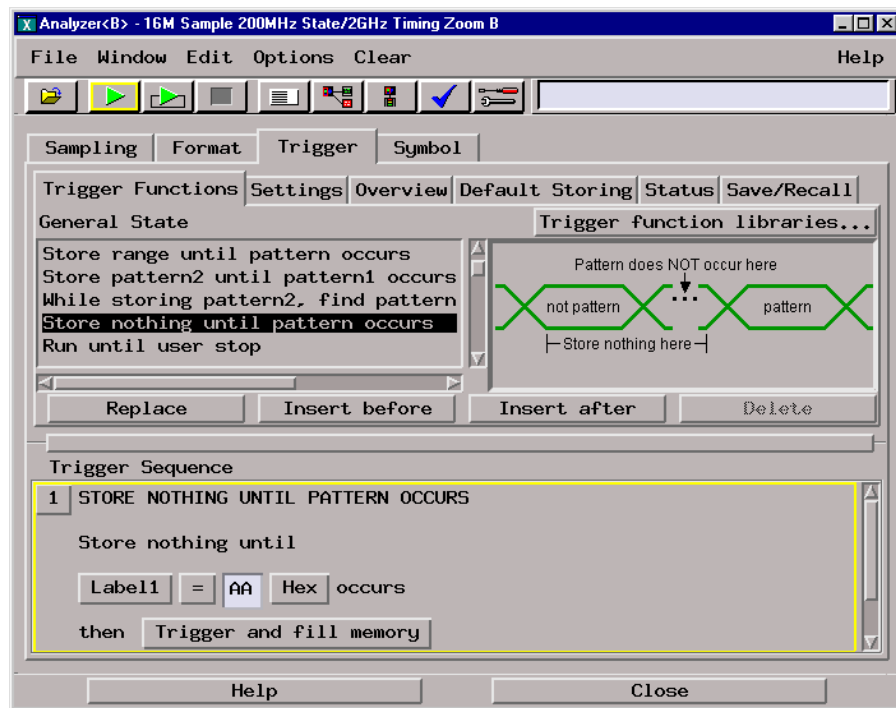 Analyzer<B> - 16M Sample 200MHz State/2GHz Timing Zoom B
File Window Edit Options Clear Help
Sampling Format Trigger Symbol
Trigger Functions Settings Overview Default Storing Status Save/Recall
General State Trigger function libraries...
Store range until pattern occurs
Store pattern2 until pattern1 occurs
While storing pattern2, find pattern
Store nothing until pattern occurs
Run until user stop
Pattern does NOT occur here
not pattern ... pattern
Store nothing here
Replace Insert before Insert after Delete
Trigger Sequence
1 STORE NOTHING UNTIL PATTERN OCCURS
Store nothing until
Label1 = AA Hex occurs
then Trigger and fill memory
Help Close